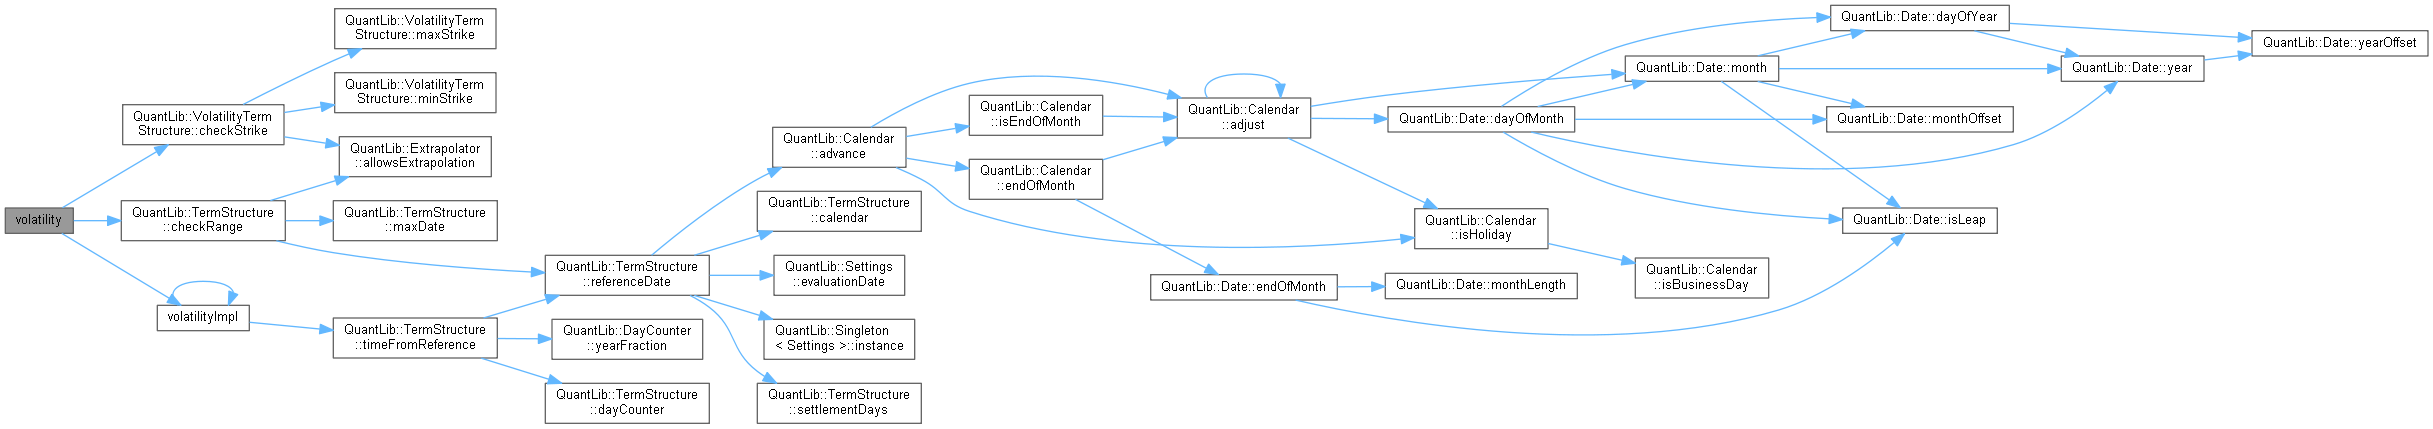 volatility
QuantLib::VolatilityTerm
Structure::checkStrike
QuantLib::TermStructure
::checkRange
volatilityImpl
QuantLib::VolatilityTerm
Structure::maxStrike
QuantLib::VolatilityTerm
Structure::minStrike
QuantLib::Extrapolator
::allowsExtrapolation
QuantLib::TermStructure
::maxDate
QuantLib::TermStructure
::timeFromReference
QuantLib::TermStructure
::referenceDate
QuantLib::DayCounter
::yearFraction
QuantLib::TermStructure
::dayCounter
QuantLib::Calendar
::advance
QuantLib::TermStructure
::calendar
QuantLib::Settings
::evaluationDate
QuantLib::Singleton
< Settings >::instance
QuantLib::TermStructure
::settlementDays
QuantLib::Calendar
::isEndOfMonth
QuantLib::Calendar
::endOfMonth
QuantLib::Calendar
::adjust
QuantLib::Date::endOfMonth
QuantLib::Date::dayOfMonth
QuantLib::Calendar
::isHoliday
QuantLib::Date::monthLength
QuantLib::Date::month
QuantLib::Calendar
::isBusinessDay
QuantLib::Date::dayOfYear
QuantLib::Date::monthOffset
QuantLib::Date::isLeap
QuantLib::Date::year
QuantLib::Date::yearOffset